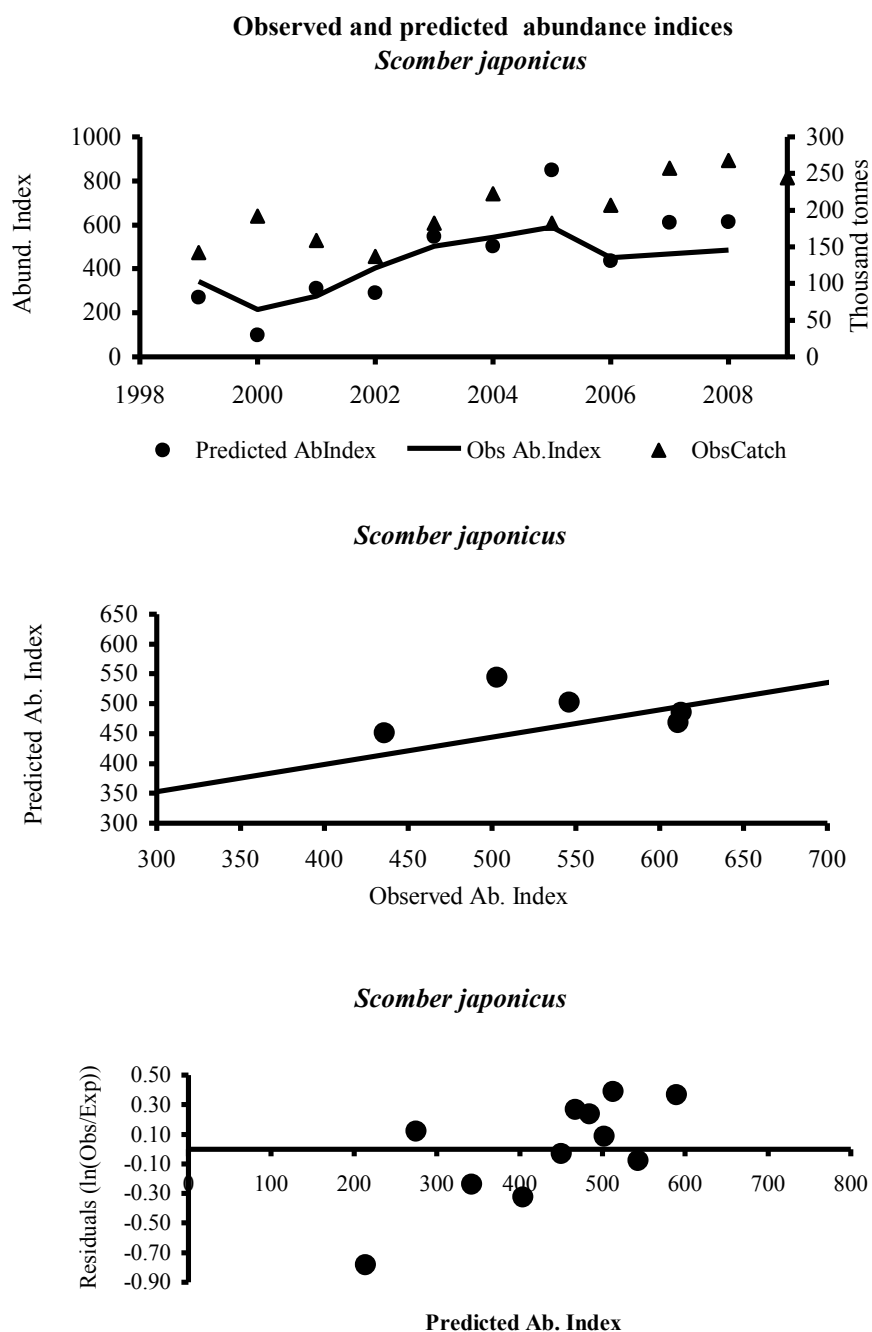 Observed and predicted abundance indices
Scomber japonicus
Abund. Index
1000
800
600
400
200
0
300
250
200
150
100
50
0
Thousand tonnes
1998 2000 2002 2004 2006 2008
Predicted AbIndex Obs Ab.Index ObsCatch
Scomber japonicus
Predicted Ab. Index
650
600
550
500
450
400
350
300
300 350 400 450 500 550 600 650 700
Observed Ab. Index
Scomber japonicus
Residuals (ln(Obs/Exp))
0.50
0.30
0.10
-0.10
-0.30
-0.50
-0.70
-0.90
0 100 200 300 400 500 600 700 800
Predicted Ab. Index